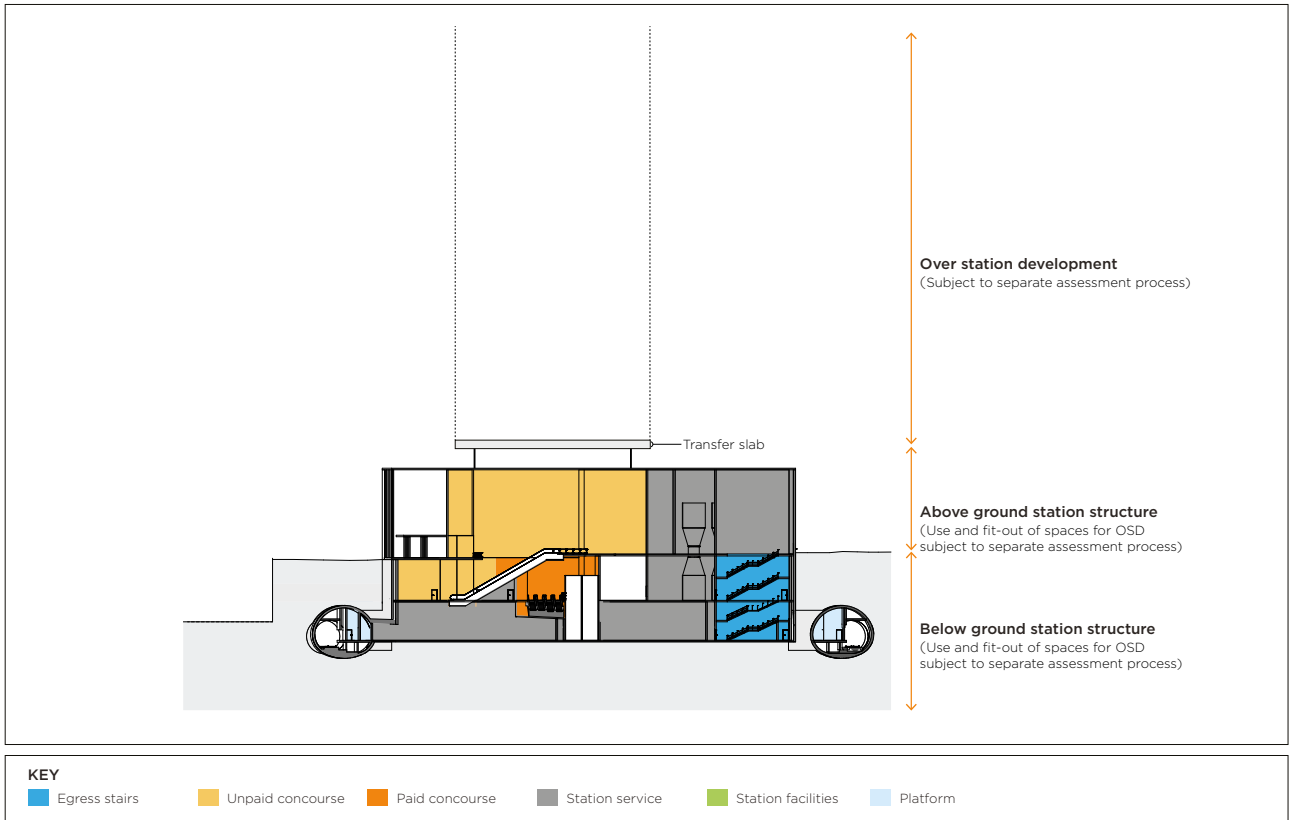 Over station development
(Subject to separate assessment process)
Transfer slab
Above ground station structure
(Use and fit-out of spaces for OSD
subject to separate assessment process)
Below ground station structure
(Use and fit-out of spaces for OSD
subject to separate assessment process)
KEY
Egress stairs
Unpaid concourse
Paid concourse
Station service
Station facilities
Platform